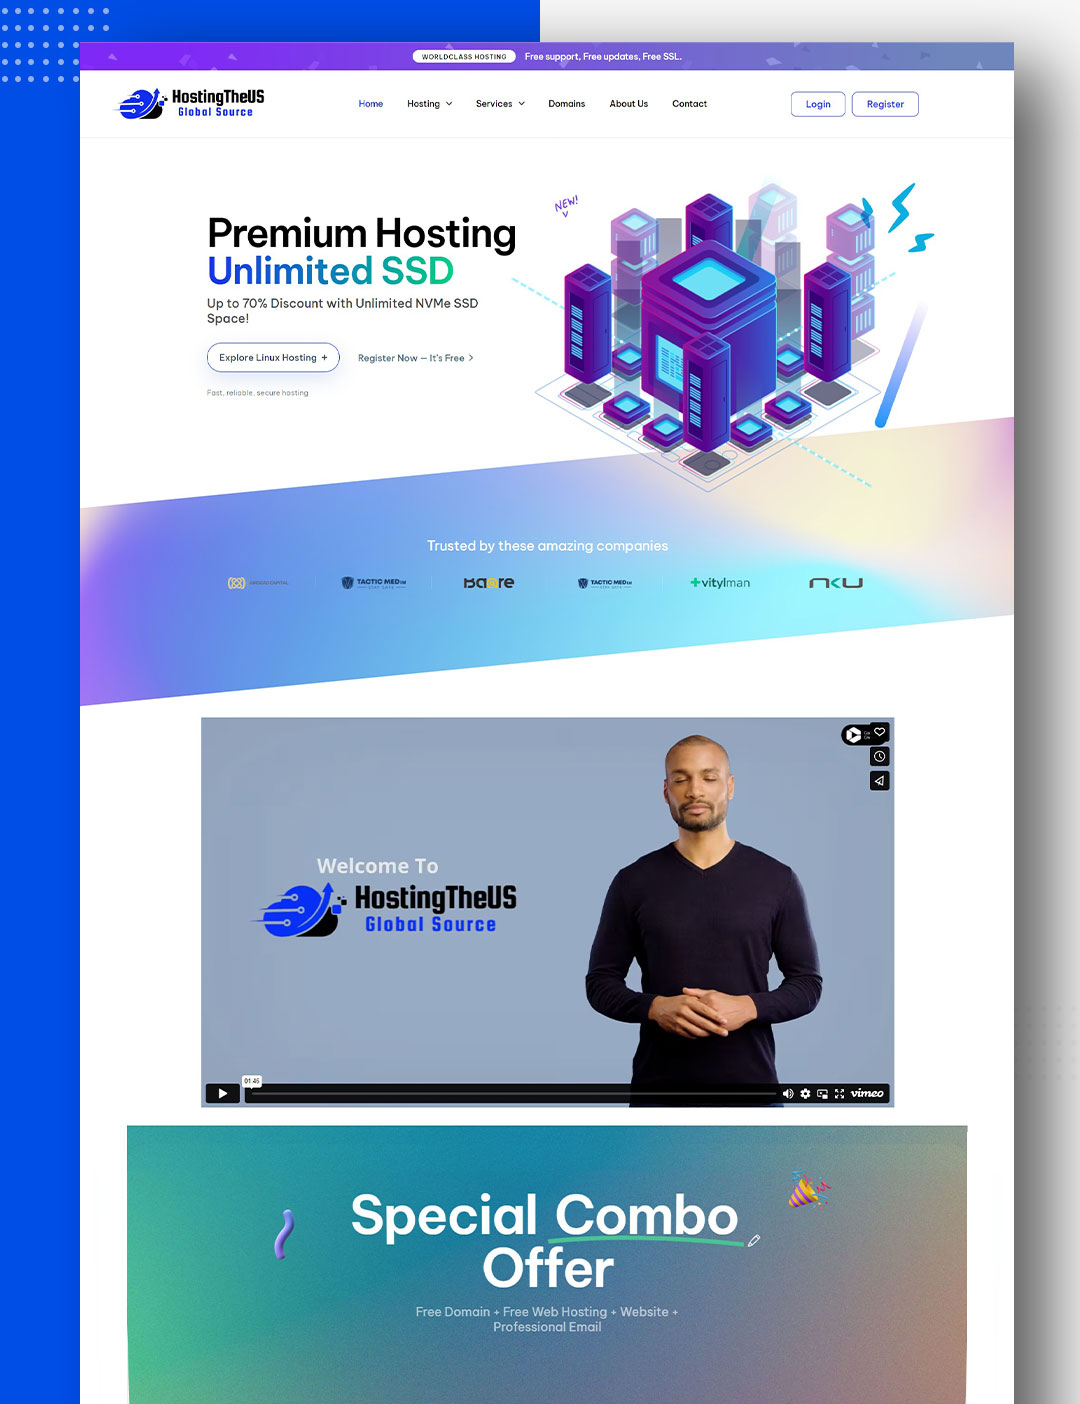 WORLDCLASS HOSTING Free support, Free updates, Free SSL.
HostingTheUS
Global Source
Home Hosting Services Domains About Us Contact
Login Register
NEW!
Premium Hosting
Unlimited SSD
Up to 70% Discount with Unlimited NVMe SSD
Space!
Explore Linux Hosting + Register Now – It's Free >
Fast, reliable, secure hosting
Trusted by these amazing companies
CAPITAL TACTIC MED baare TACTIC MED +vitylman nku
Welcome To
HostingTheUS
Global Source
01:46
vimeo
Special Combo
Offer
Free Domain + Free Web Hosting + Website +
Professional Email